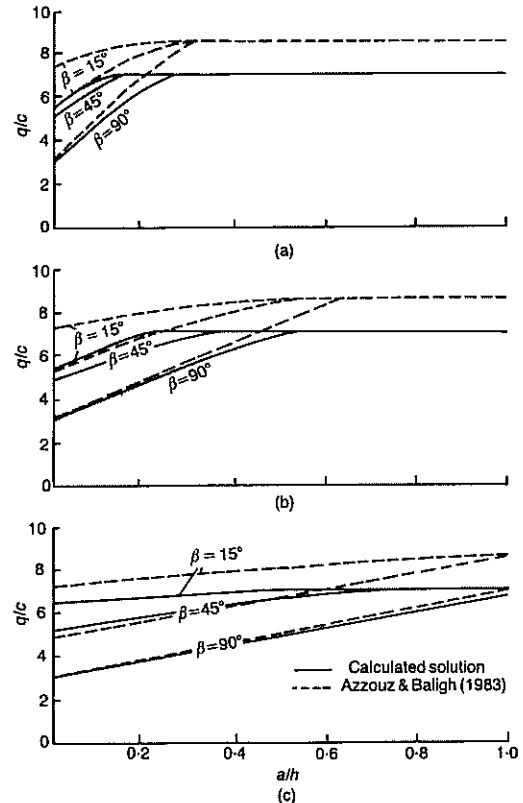 10
8
6
4
2
0
q/c
β = 15°
β=45°
β=90°
(a)
10
8
6
4
2
0
q/c
β = 15°
β=45°
β=90°
(b)
10
8
6
4
2
0
q/c
β = 15°
β=45°
β=90°
Calculated solution
Azzouz & Baligh (1983)
0·2
0·4
0·6
0·8
1·0
a/h
(c)